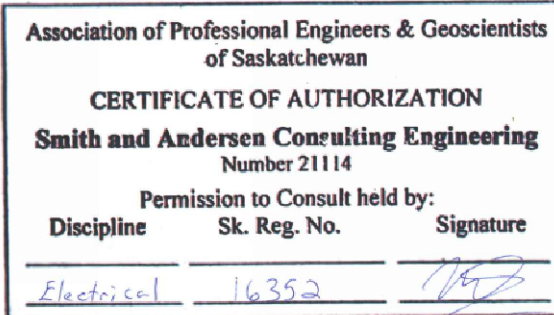 Association of Professional Engineers & Geoscientists
of Saskatchewan
CERTIFICATE OF AUTHORIZATION
Smith and Andersen Consulting Engineering
Number 21114
Permission to Consult held by:
Discipline Sk. Reg. No. Signature
Electrical 16352